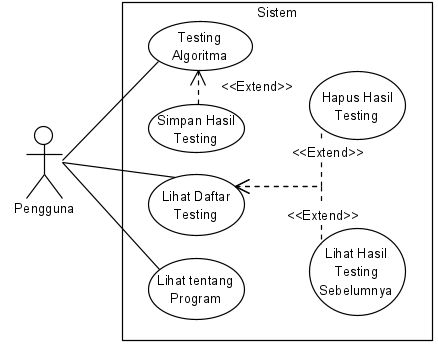 Sistem
Testing
Algoritma
<<Extend>>
Simpan Hasil
Testing
Hapus Hasil
Testing
<<Extend>>
Pengguna
Lihat Daftar
Testing
<<Extend>>
Lihat tentang
Program
Lihat Hasil
Testing
Sebelumnya